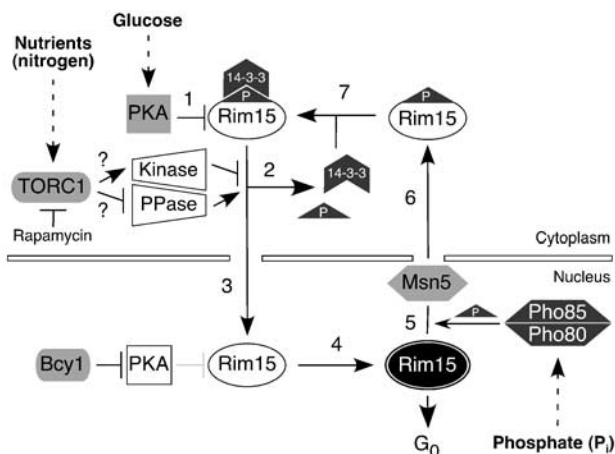 Glucose
Nutrients
(nitrogen)
14-3-3
P
P
1
7
PKA
Rim15
Rim15
?
Kinase
2
14-3-3
TORC1
6
?
PPase
P
Rapamycin
Cytoplasm
Nucleus
Msn5
3
P
Pho85
5
Pho80
4
Bcy1
PKA
Rim15
Rim15
G0
Phosphate (Pi)